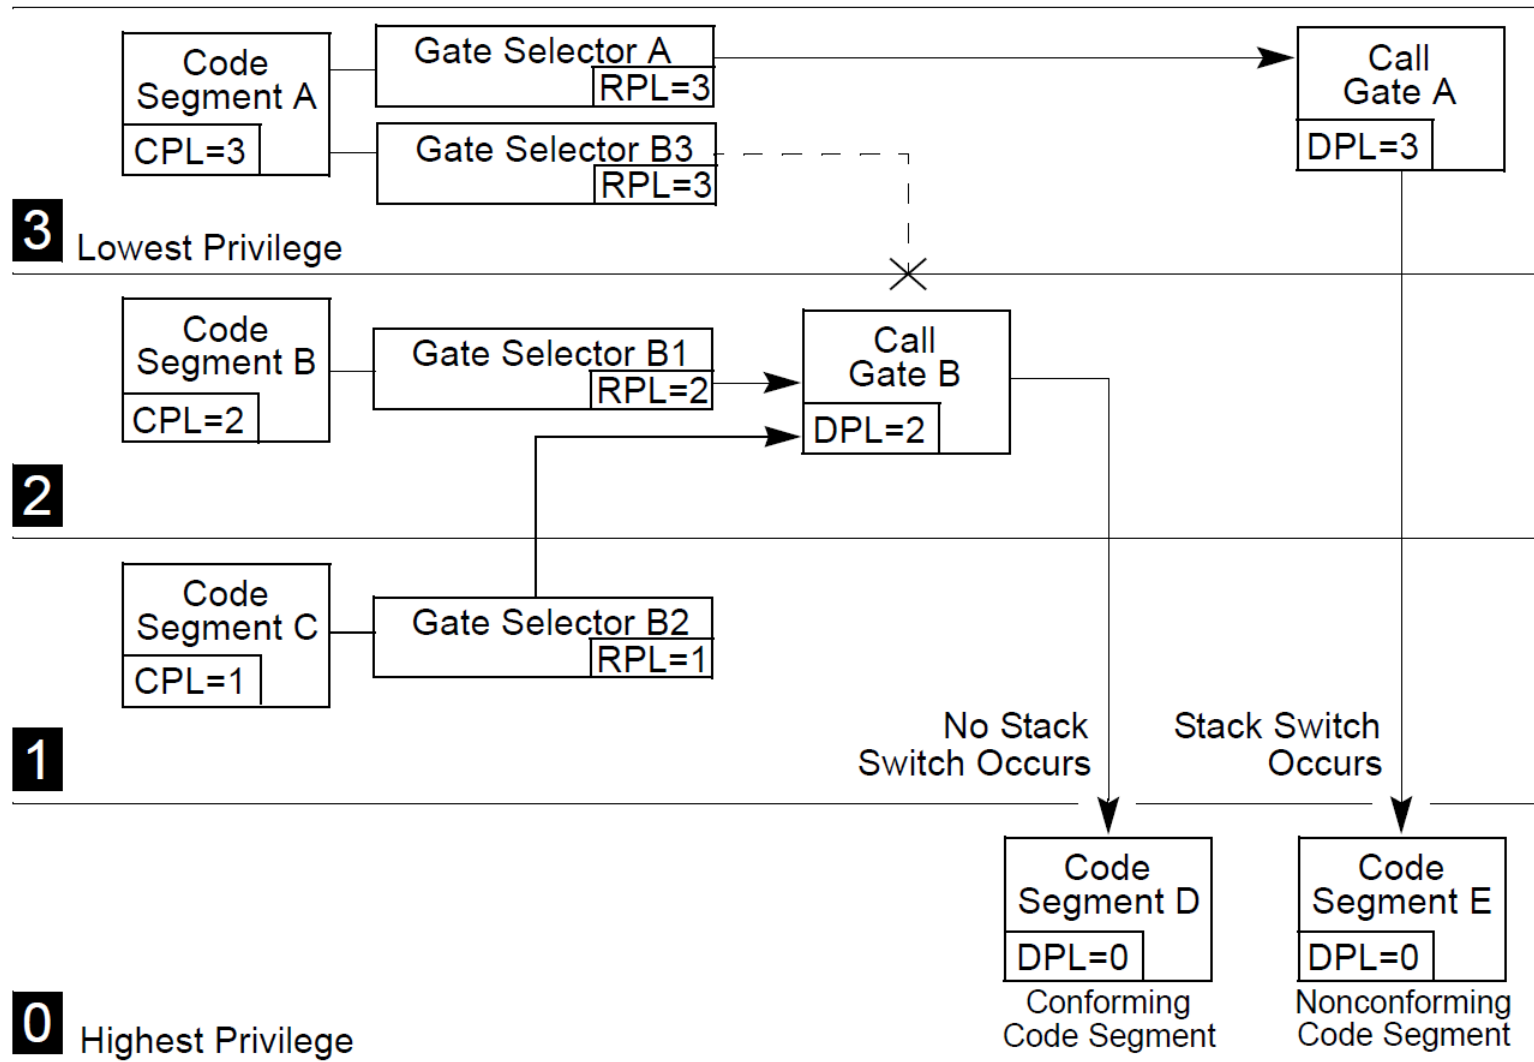 Code
Segment A
CPL=3
Gate Selector A
RPL=3
Gate Selector B3
RPL=3
Call
Gate A
DPL=3
3
Lowest Privilege
Code
Segment B
CPL=2
Gate Selector B1
RPL=2
Call
Gate B
DPL=2
2
Code
Segment C
CPL=1
Gate Selector B2
RPL=1
No Stack
Switch Occurs
Stack Switch
Occurs
1
Code
Segment D
DPL=0
Conforming
Code Segment
Code
Segment E
DPL=0
Nonconforming
Code Segment
0
Highest Privilege